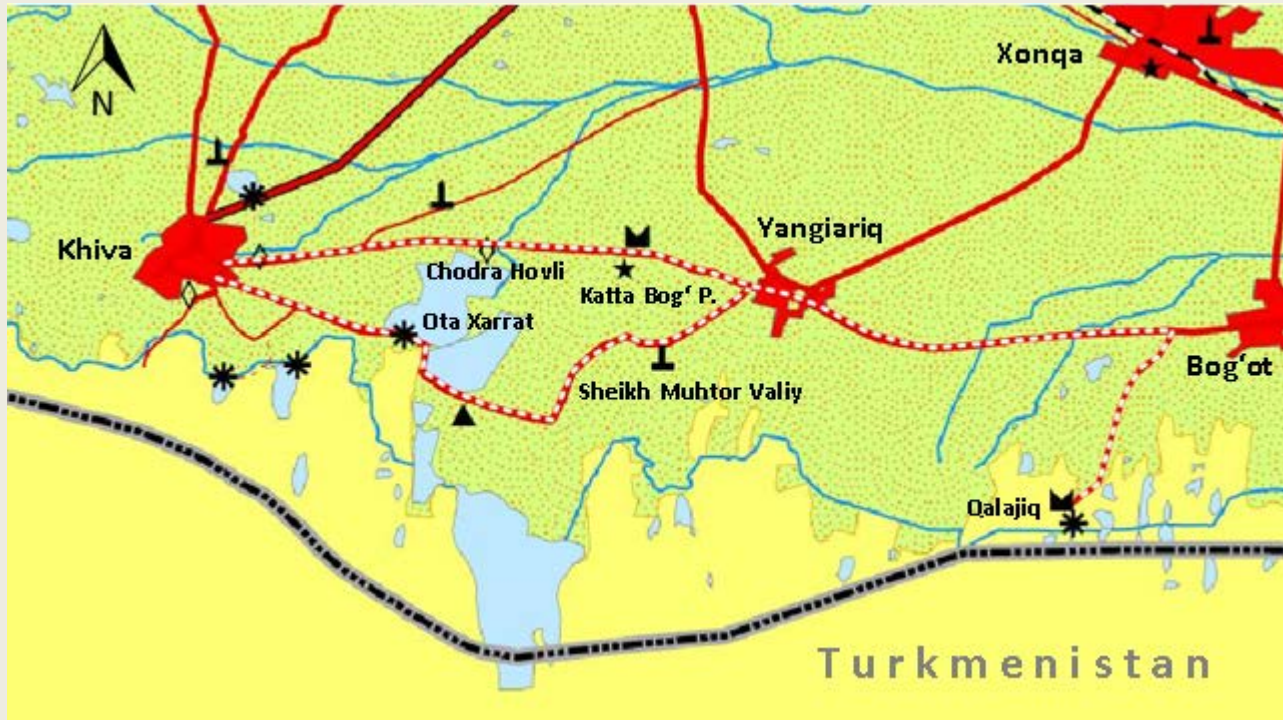 N
Xonqa
Khiva
Yangiariq
Chodra Hovli
Katta Bog‘ P.
Ota Xarrat
Bog‘ot
Sheikh Muhtor Valiy
Qalajiq
Turkmenistan